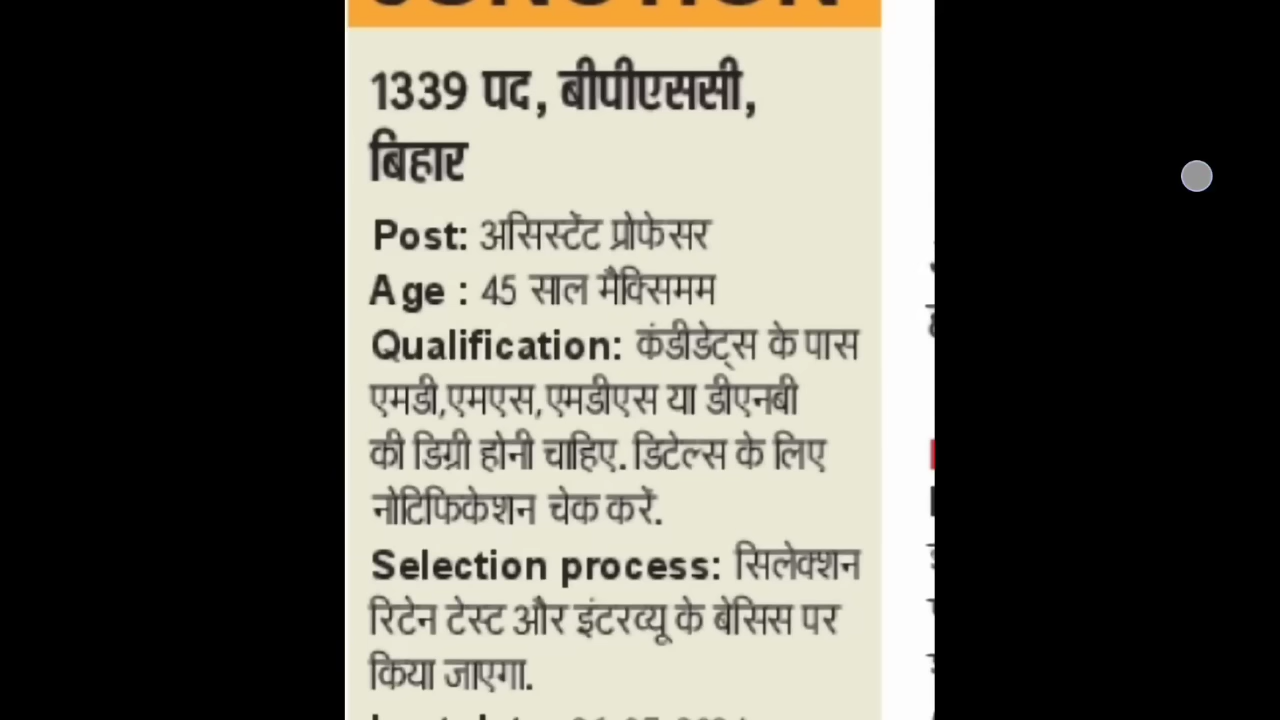 1339 पद, बीपीएससी,
बिहार
Post: असिस्टेंट प्रोफेसर
Age : 45 साल मैक्सिमम
Qualification: कंडीडेट्स के पास
एमडी,एमएस,एमडीएस या डीएनबी
की डिग्री होनी चाहिए. डिटेल्स के लिए
नोटिफिकेशन चेक करें.
Selection process: सिलेक्शन
रिटेन टेस्ट और इंटरव्यू के बेसिस पर
किया जाएगा.